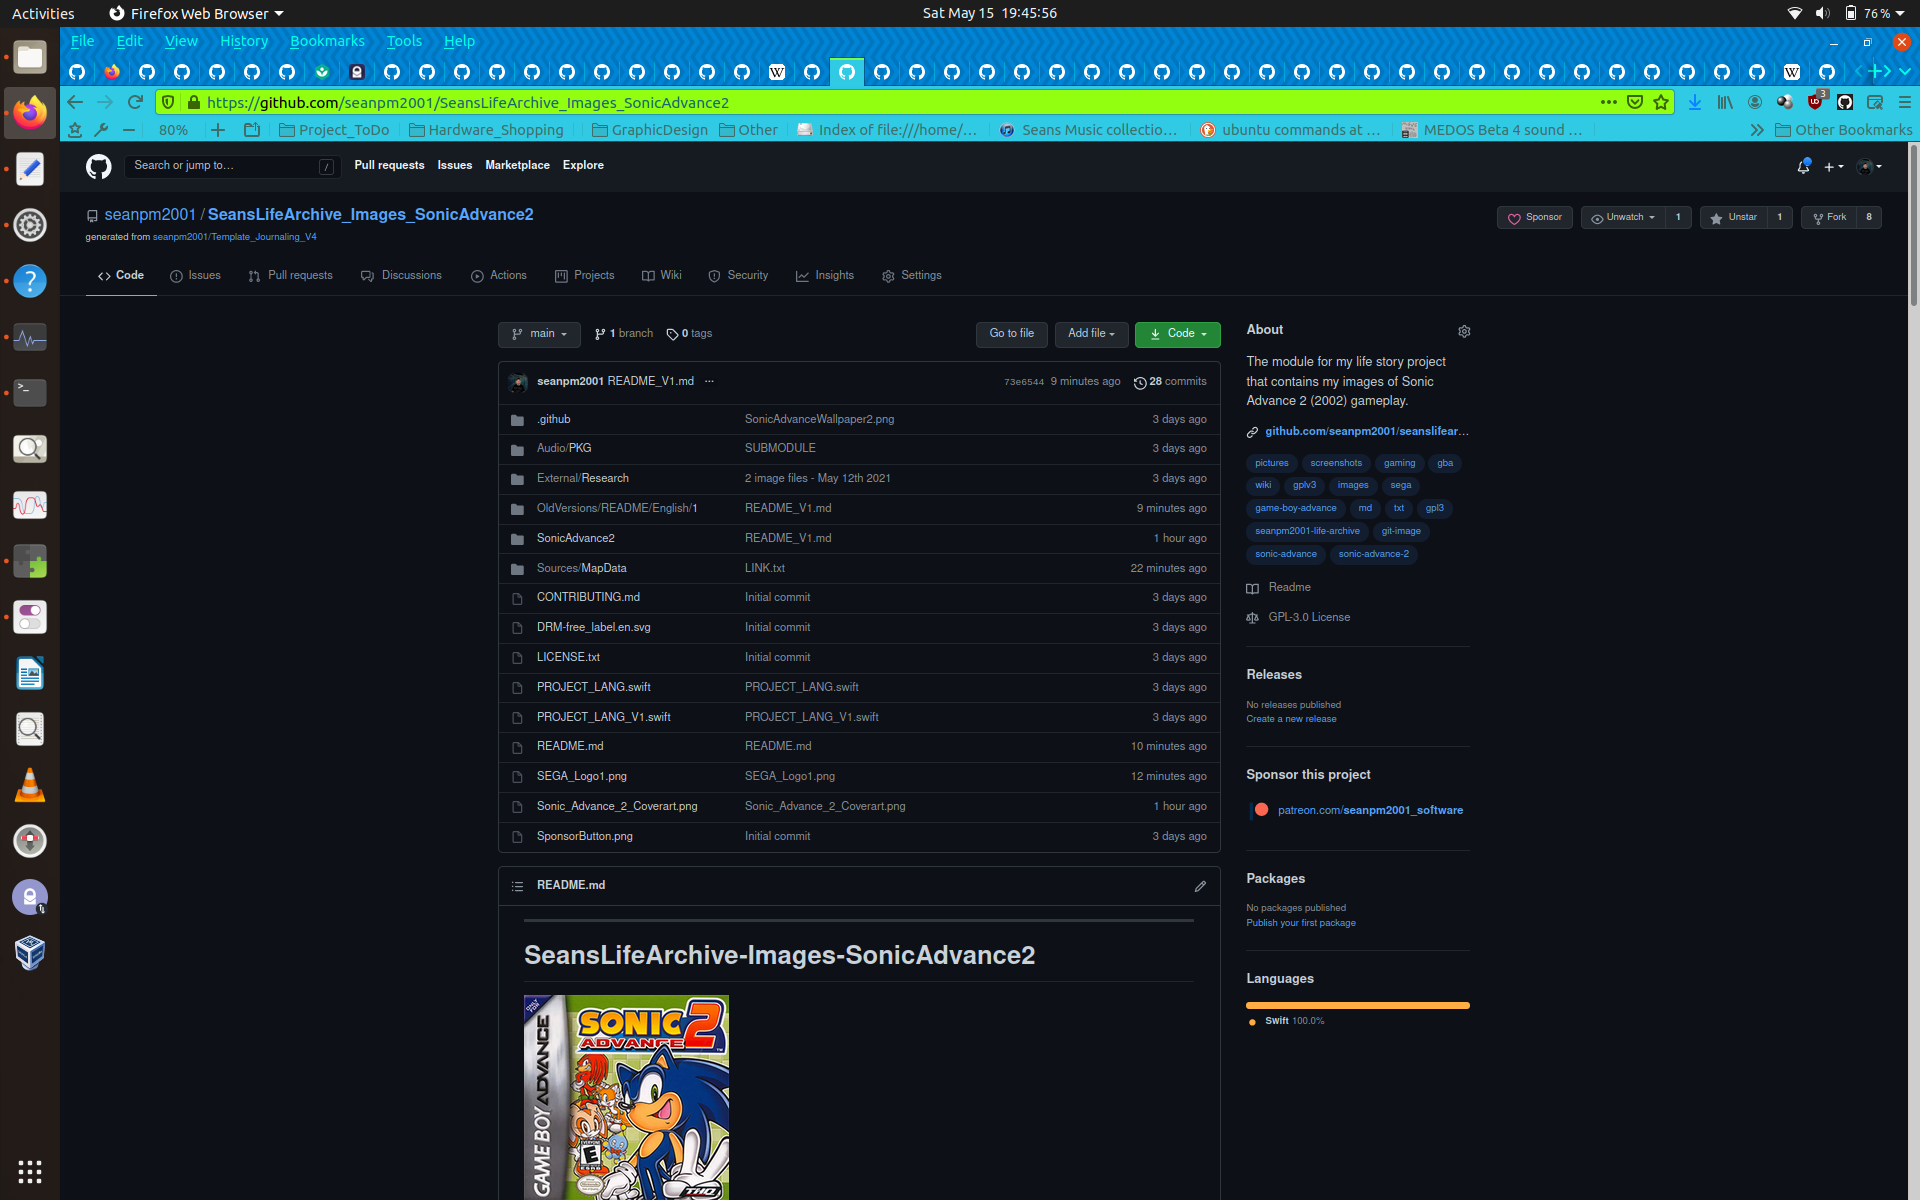 Activities
Firefox Web Browser
Sat May 15 19:45:56
76 %
File Edit View History Bookmarks Tools Help
https://github.com/seanpm2001/SeansLifeArchive_Images_SonicAdvance2
3
80%
Project_ToDo
Hardware_Shopping
GraphicDesign
Other
Index of file:///home/…
Seans Music collectio…
ubuntu commands at …
MEDOS Beta 4 sound …
Other Bookmarks
Search or jump to…
/
Pull requests Issues Marketplace Explore
seanpm2001 / SeansLifeArchive_Images_SonicAdvance2
Sponsor
Unwatch 1
Unstar 1
Fork 8
generated from seanpm2001/Template_Journaling_V4
Code Issues Pull requests Discussions Actions Projects Wiki Security Insights Settings
main
1 branch
0 tags
Go to file
Add file
Code
seanpm2001 README_V1.md ...
73e6544 9 minutes ago
28 commits
.github SonicAdvanceWallpaper2.png 3 days ago
Audio/PKG SUBMODULE 3 days ago
External/Research 2 image files - May 12th 2021 3 days ago
OldVersions/README/English/1 README_V1.md 9 minutes ago
SonicAdvance2 README_V1.md 1 hour ago
Sources/MapData LINK.txt 22 minutes ago
CONTRIBUTING.md Initial commit 3 days ago
DRM-free_label.en.svg Initial commit 3 days ago
LICENSE.txt Initial commit 3 days ago
PROJECT_LANG.swift PROJECT_LANG.swift 3 days ago
PROJECT_LANG_V1.swift PROJECT_LANG_V1.swift 3 days ago
README.md README.md 10 minutes ago
SEGA_Logo1.png SEGA_Logo1.png 12 minutes ago
Sonic_Advance_2_Coverart.png Sonic_Advance_2_Coverart.png 1 hour ago
SponsorButton.png Initial commit 3 days ago
README.md
SeansLifeArchive-Images-SonicAdvance2
ONLY FOR
GAME BOY ADVANCE
SONIC 2
ADVANCE
TM
E
THQ
About
The module for my life story project
that contains my images of Sonic
Advance 2 (2002) gameplay.
github.com/seanpm2001/seanslifear…
pictures screenshots gaming gba
wiki gplv3 images sega
game-boy-advance md txt gpl3
seanpm2001-life-archive git-image
sonic-advance sonic-advance-2
Readme
GPL-3.0 License
Releases
No releases published
Create a new release
Sponsor this project
patreon.com/seanpm2001_software
Packages
No packages published
Publish your first package
Languages
Swift 100.0%